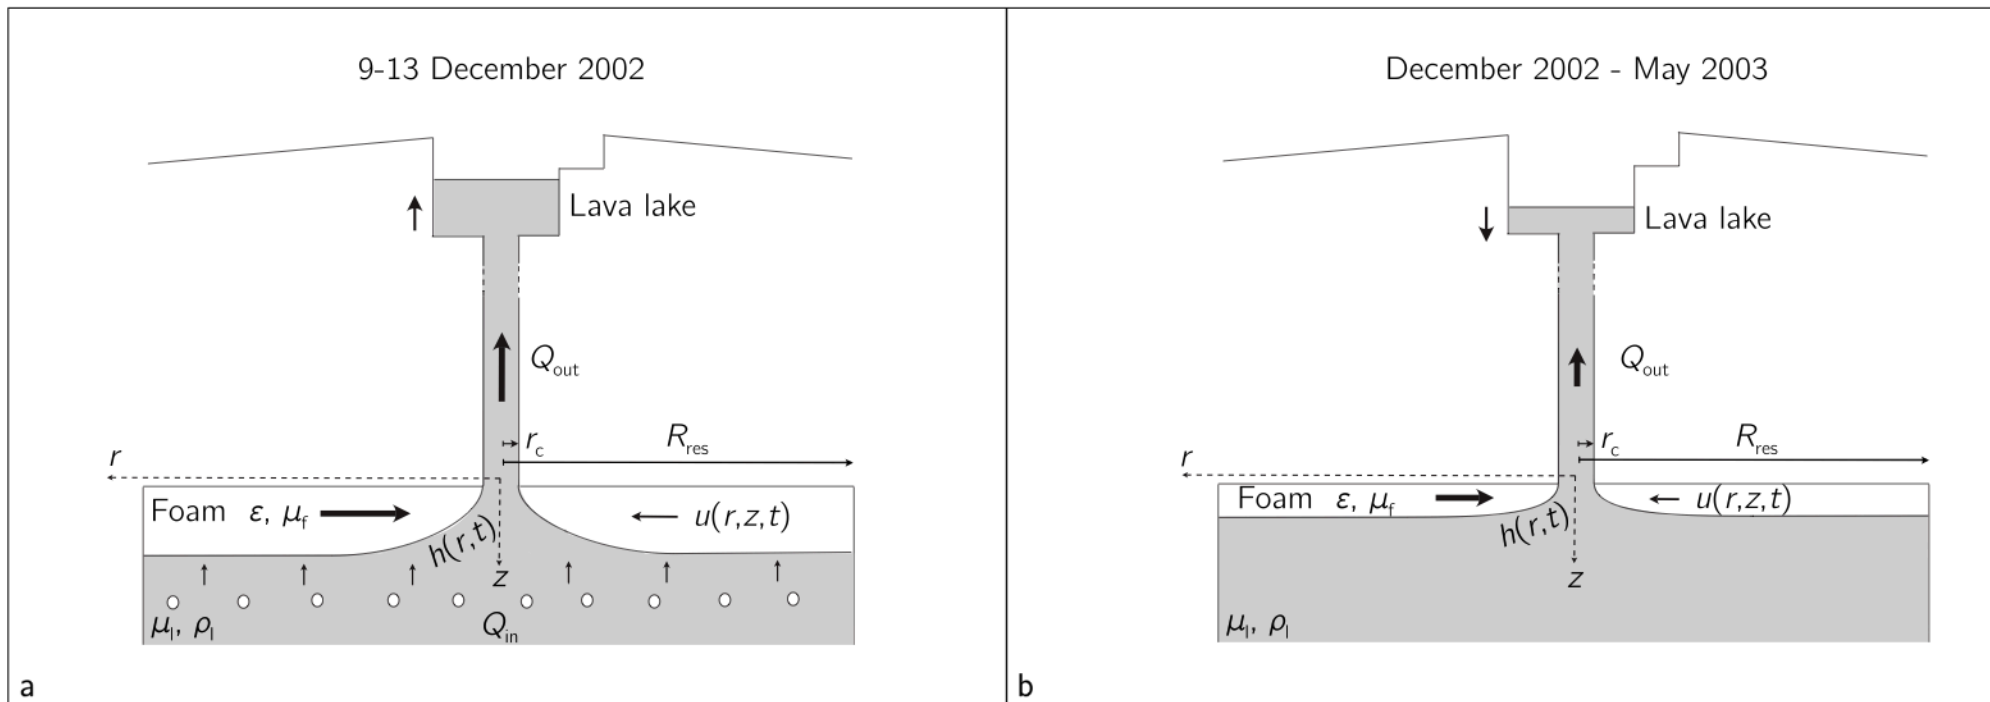 9-13 December 2002
Lava lake
Q_out
r_c
R_res
r
Foam ε, μ_f
u(r,z,t)
h(r,t)
z
μ_l, ρ_l
Q_in
a
December 2002 - May 2003
Lava lake
Q_out
r_c
R_res
r
Foam ε, μ_f
u(r,z,t)
h(r,t)
z
μ_l, ρ_l
b